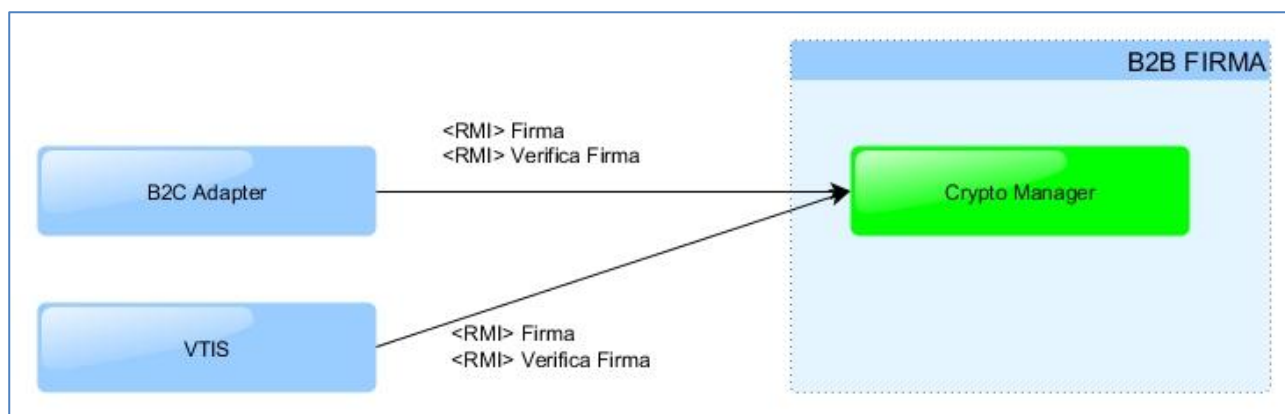 B2B FIRMA
<RMI> Firma
<RMI> Verifica Firma
B2C Adapter
Crypto Manager
<RMI> Firma
<RMI> Verifica Firma
VTIS